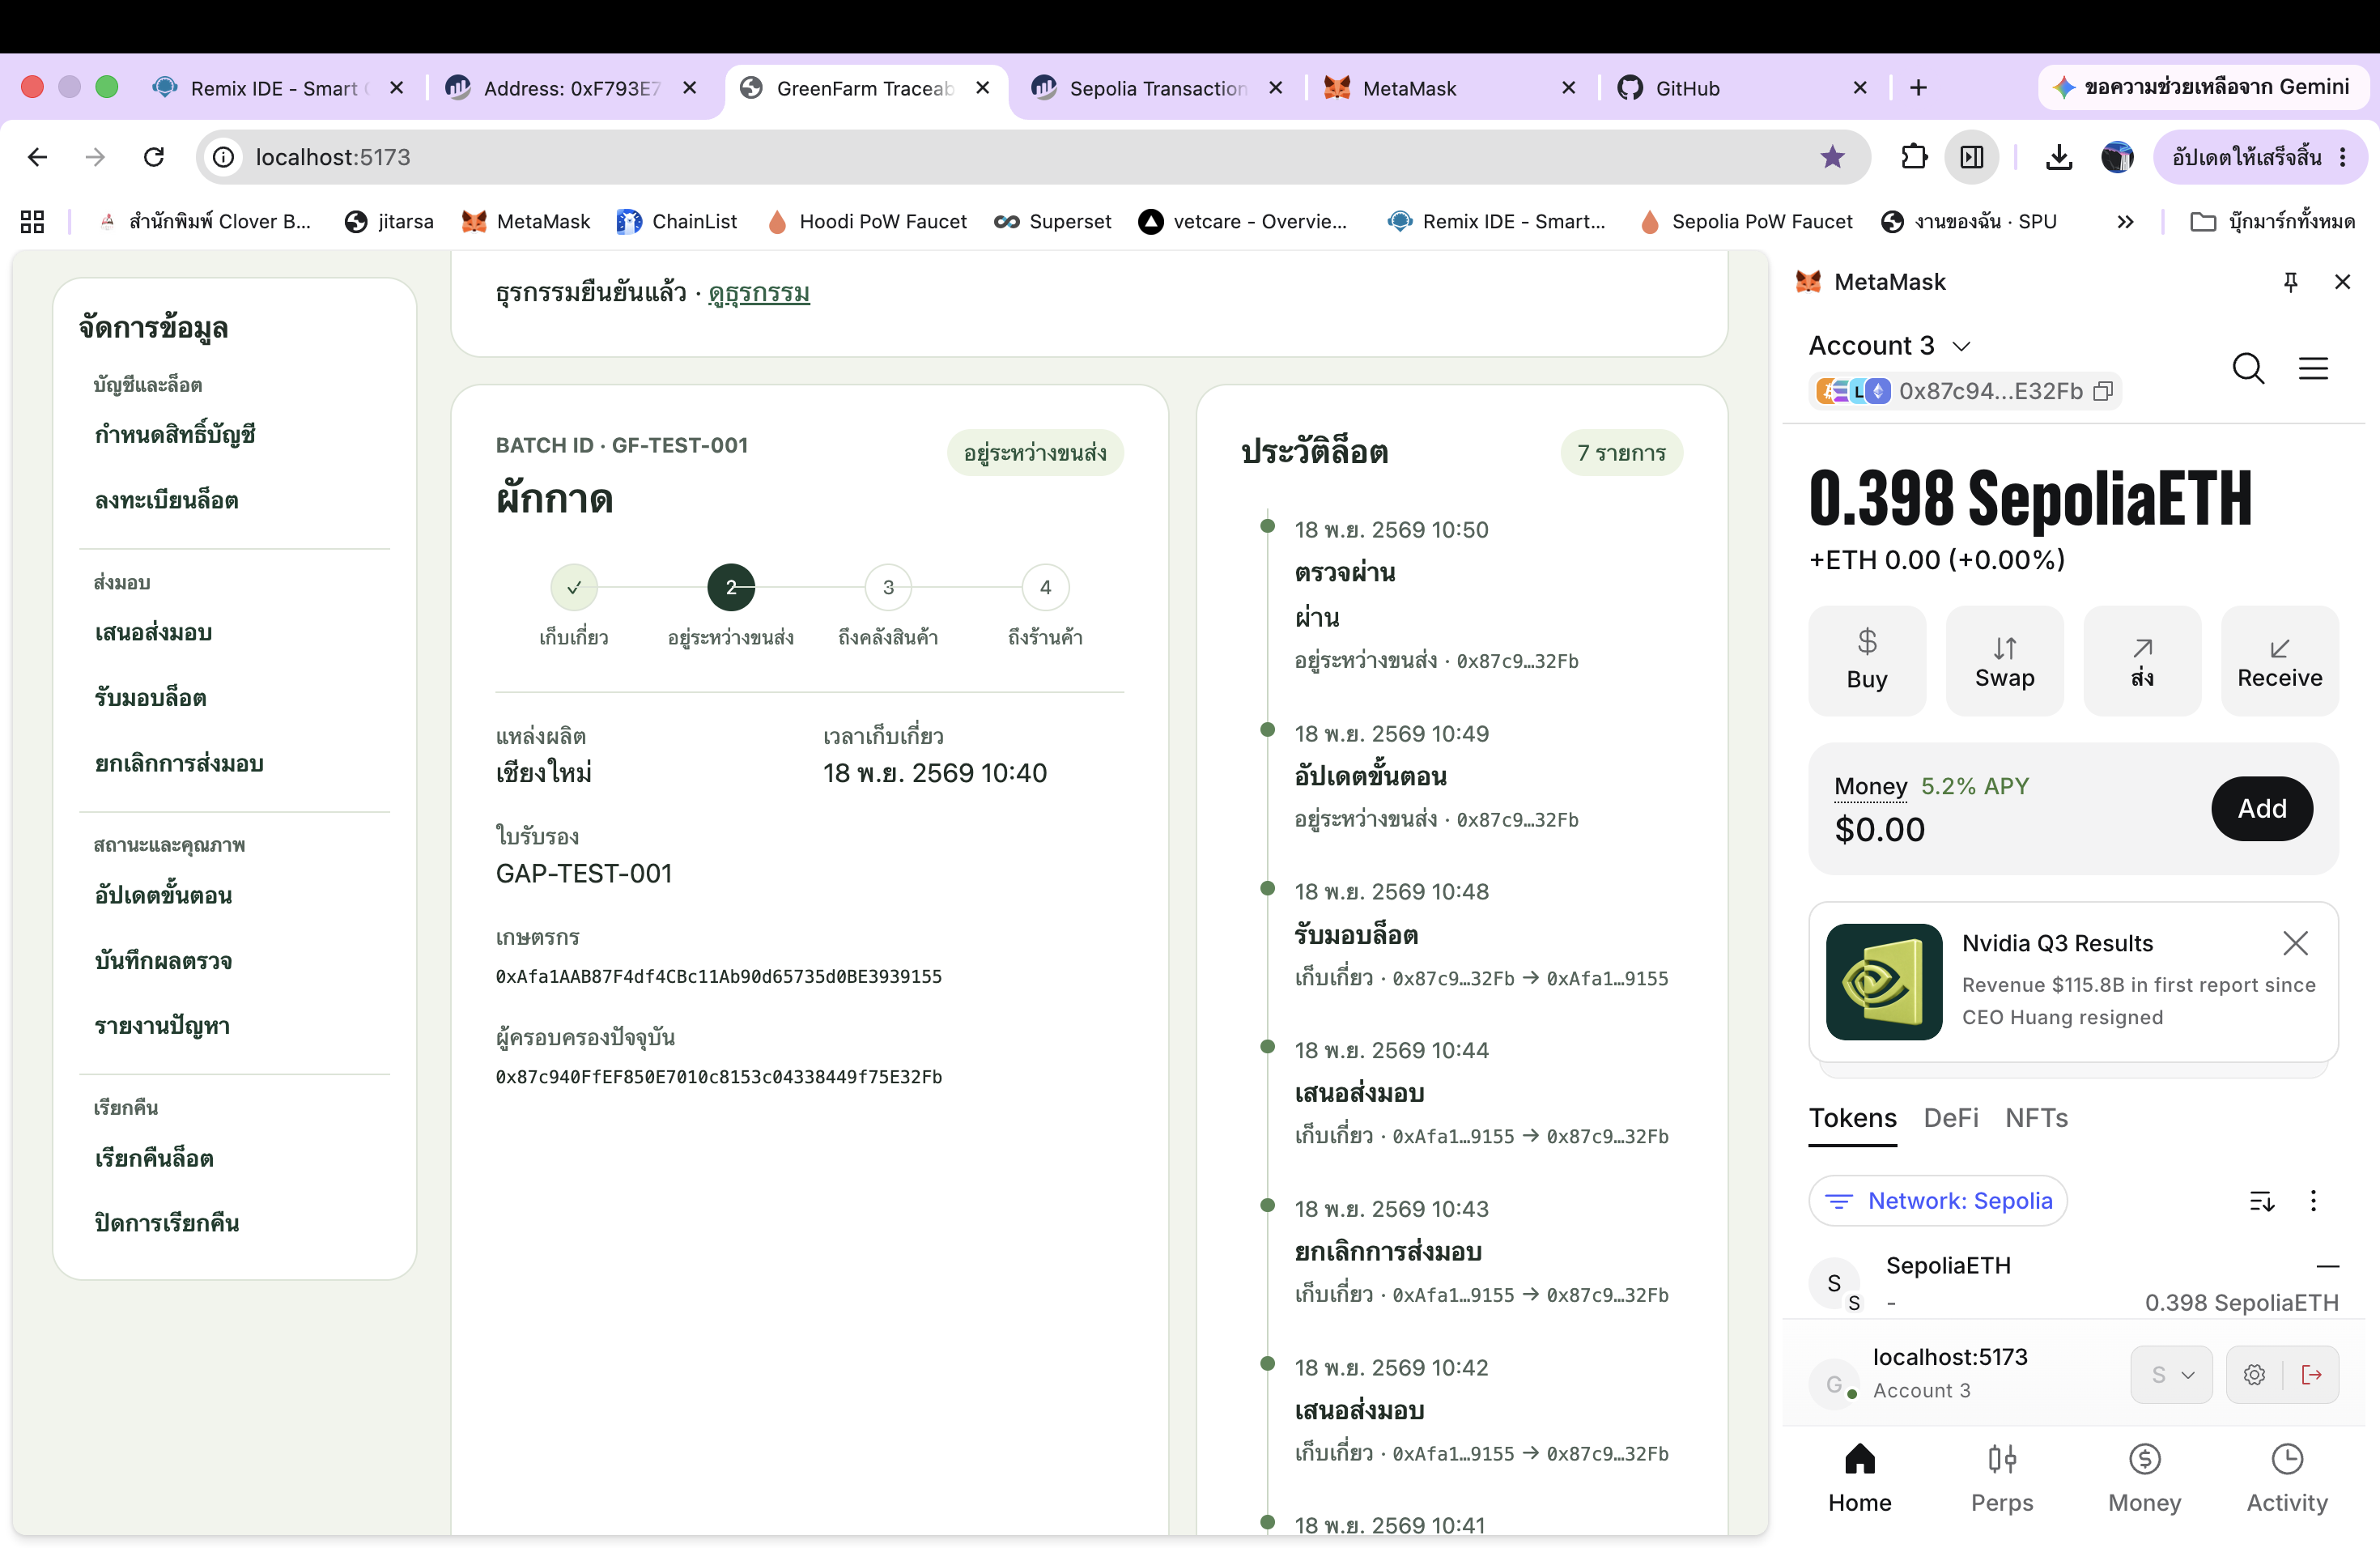 Remix IDE - Smart C
Address: 0xF793E7
GreenFarm Traceab
Sepolia Transaction
MetaMask
GitHub
ขอความช่วยเหลือจาก Gemini
localhost:5173
อัปเดตให้เสร็จสิ้น
สำนักพิมพ์ Clover B...
jitarsa
MetaMask
ChainList
Hoodi PoW Faucet
Superset
vetcare - Overvie...
Remix IDE - Smart...
Sepolia PoW Faucet
งานของฉัน · SPU
บุ๊กมาร์กทั้งหมด
จัดการข้อมูล
บัญชีและล็อต
กำหนดสิทธิ์บัญชี
ลงทะเบียนล็อต
ส่งมอบ
เสนอส่งมอบ
รับมอบล็อต
ยกเลิกการส่งมอบ
สถานะและคุณภาพ
อัปเดตขั้นตอน
บันทึกผลตรวจ
รายงานปัญหา
เรียกคืน
เรียกคืนล็อต
ปิดการเรียกคืน
ธุรกรรมยืนยันแล้ว · ดูธุรกรรม
BATCH ID · GF-TEST-001
อยู่ระหว่างขนส่ง
ผักกาด
2
3
4
เก็บเกี่ยว
อยู่ระหว่างขนส่ง
ถึงคลังสินค้า
ถึงร้านค้า
แหล่งผลิต
เชียงใหม่
เวลาเก็บเกี่ยว
18 พ.ย. 2569 10:40
ใบรับรอง
GAP-TEST-001
เกษตรกร
0xAfa1AAB87F4df4CBc11Ab90d65735d0BE3939155
ผู้ครอบครองปัจจุบัน
0x87c940FfEF850E7010c8153c04338449f75E32Fb
ประวัติล็อต
7 รายการ
18 พ.ย. 2569 10:50
ตรวจผ่าน
ผ่าน
อยู่ระหว่างขนส่ง · 0x87c9…32Fb
18 พ.ย. 2569 10:49
อัปเดตขั้นตอน
อยู่ระหว่างขนส่ง · 0x87c9…32Fb
18 พ.ย. 2569 10:48
รับมอบล็อต
เก็บเกี่ยว · 0x87c9…32Fb → 0xAfa1…9155
18 พ.ย. 2569 10:44
เสนอส่งมอบ
เก็บเกี่ยว · 0xAfa1…9155 → 0x87c9…32Fb
18 พ.ย. 2569 10:43
ยกเลิกการส่งมอบ
เก็บเกี่ยว · 0xAfa1…9155 → 0x87c9…32Fb
18 พ.ย. 2569 10:42
เสนอส่งมอบ
เก็บเกี่ยว · 0xAfa1…9155 → 0x87c9…32Fb
18 พ.ย. 2569 10:41
MetaMask
Account 3
L
0x87c94...E32Fb
0.398 SepoliaETH
+ETH 0.00 (+0.00%)
Buy
Swap
ส่ง
Receive
Money 5.2% APY
$0.00
Add
Nvidia Q3 Results
Revenue $115.8B in first report since
CEO Huang resigned
Tokens
DeFi
NFTs
Network: Sepolia
S
S
SepoliaETH
—
-
0.398 SepoliaETH
G
localhost:5173
Account 3
S
Home
Perps
Money
Activity